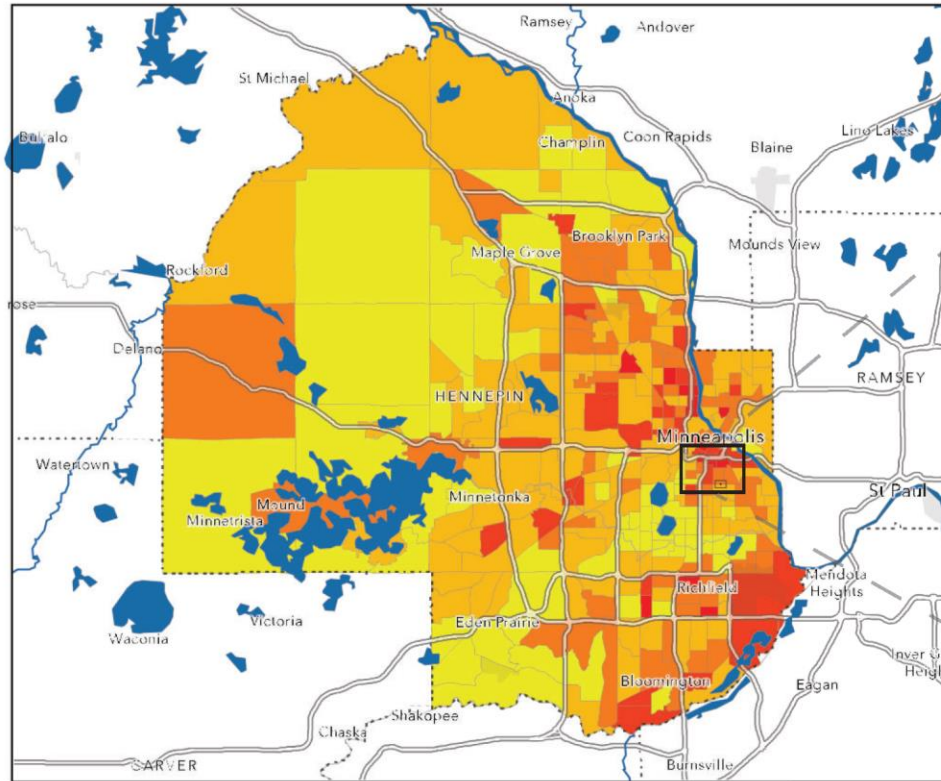 Ramsey
Andover
St Michael
Anoka
Coon Rapids
Lino Lakes
Champlin
Blaine
Brooklyn Park
Mounds View
Maple Grove
Rockford
rose
Delano
HENNEPIN
RAMSEY
Minneapolis
Watertown
St Paul
Mound
Minnetonka
Minnetrista
Mendota
Heights
Richfield
Waconia
Victoria
Eden Prairie
Inver G
Heigh
Bloomington
Eagan
Shakopee
Chaska
CARVER
Burnsville